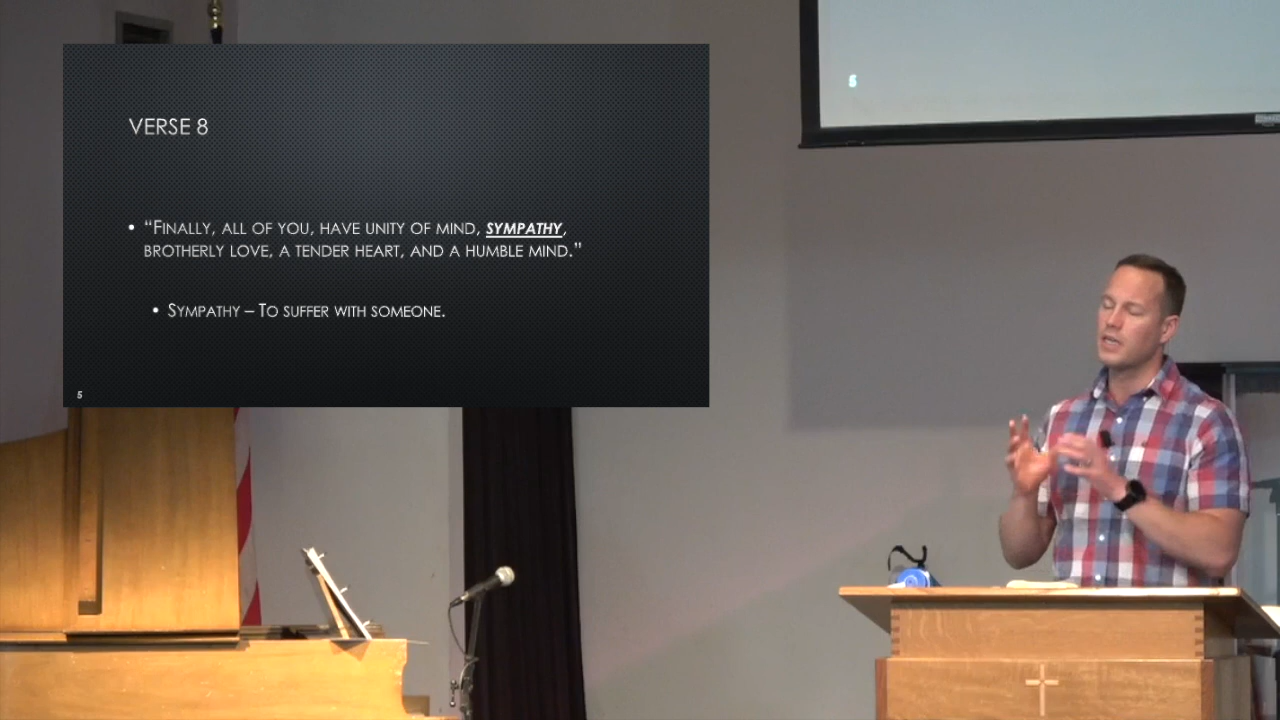 VERSE 8
• “FINALLY, ALL OF YOU, HAVE UNITY OF MIND, SYMPATHY,
BROTHERLY LOVE, A TENDER HEART, AND A HUMBLE MIND.”
• SYMPATHY – TO SUFFER WITH SOMEONE.
5
5